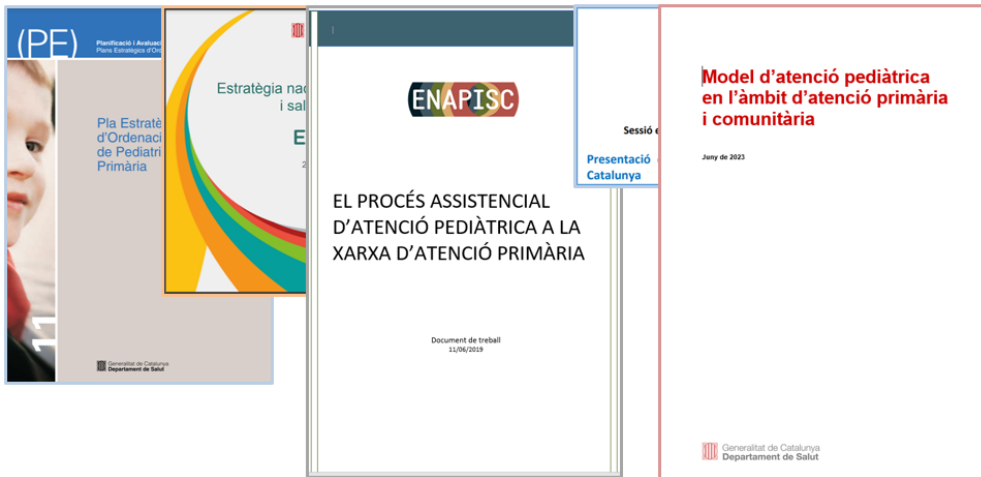 (PE)
Planificació i Avaluac
Plans Estratègics d'Ord
Pla Estratè
d'Ordenaci
de Pediatri
Primària
11
Generalitat de Catalunya
Departament de Salut
Estratègia nac
i sal
E
2
ENAPISC
EL PROCÉS ASSISTENCIAL
D'ATENCIÓ PEDIÀTRICA A LA
XARXA D'ATENCIÓ PRIMÀRIA
Document de treball
11/06/2019
Sessió e
Presentació
Catalunya
Model d'atenció pediàtrica
en l'àmbit d'atenció primària
i comunitària
Juny de 2023
Generalitat de Catalunya
Departament de Salut